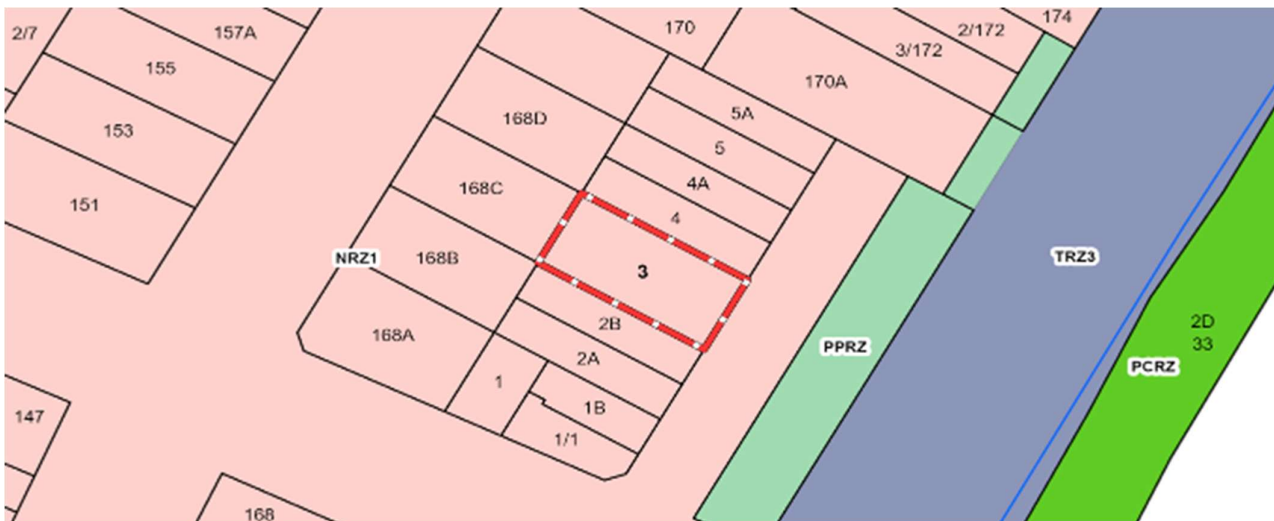 174
2/7
157A
170
2/172
3/172
155
170A
5A
168D
153
5
4A
168C
151
4
NRZ1
168B
3
TRZ3
2B
2D
33
168A
2A
PPRZ
PCRZ
1
1B
147
1/1
168